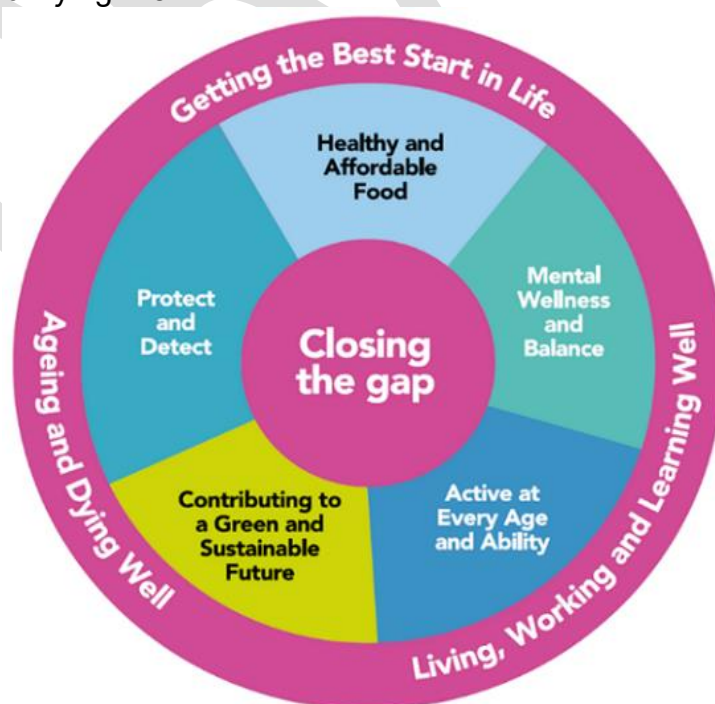 Getting the Best Start in Life
Healthy and
Affordable
Food
Mental
Wellness
and
Balance
Protect
and
Detect
Closing
the gap
Active at
Every Age
and Ability
Contributing to
a Green and
Sustainable
Future
Ageing and Dying Well
Living, Working and Learning Well